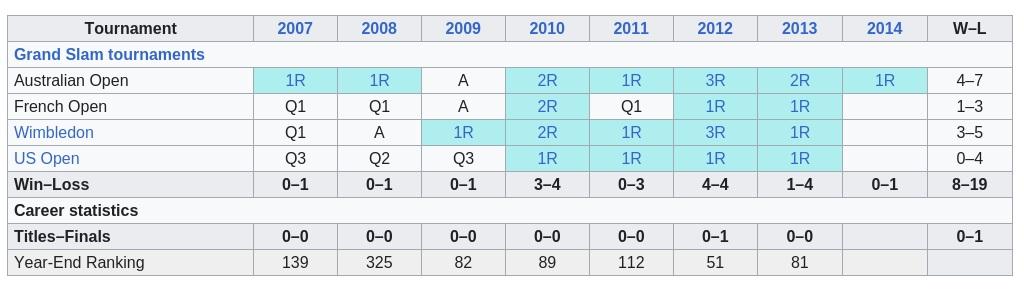 Tournament 2007 2008 2009 2010 2011 2012 2013 2014 W–L
Grand Slam tournaments
Australian Open 1R 1R A 2R 1R 3R 2R 1R 4–7
French Open Q1 Q1 A 2R Q1 1R 1R 1–3
Wimbledon Q1 A 1R 2R 1R 3R 1R 3–5
US Open Q3 Q2 Q3 1R 1R 1R 1R 0–4
Win–Loss 0–1 0–1 0–1 3–4 0–3 4–4 1–4 0–1 8–19
Career statistics
Titles–Finals 0–0 0–0 0–0 0–0 0–0 0–1 0–0 0–1
Year-End Ranking 139 325 82 89 112 51 81